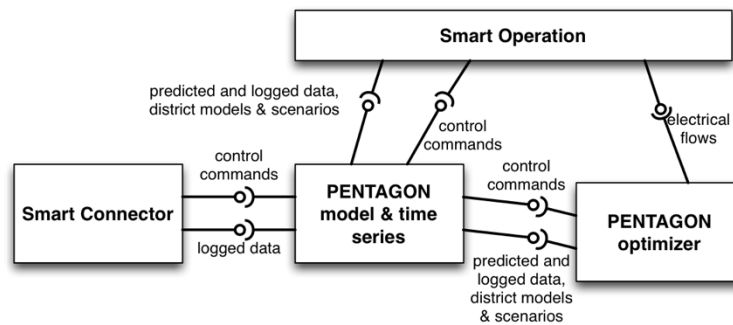 Smart Operation
predicted and logged data,
district models & scenarios
control
commands
electrical
flows
control
commands
Smart Connector
logged data
PENTAGON
model & time
series
control
commands
predicted and
logged data,
district models
& scenarios
PENTAGON
optimizer